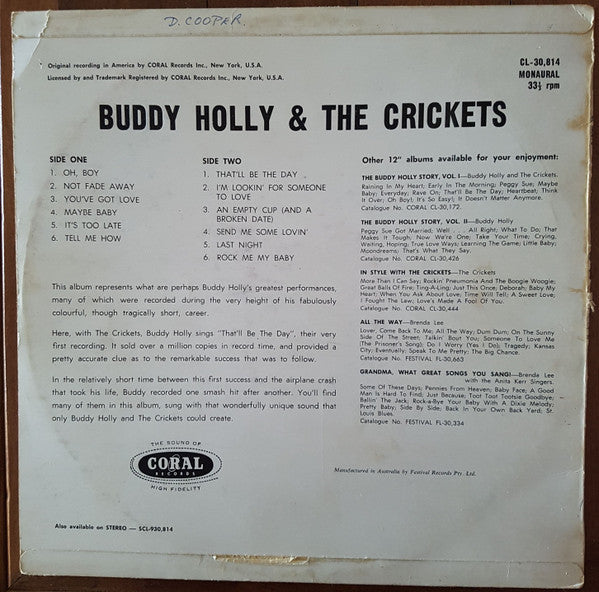 D. COOPER.
Original recording in America by CORAL Records Inc., New York, U.S.A.
Licensed by and Trademark Registered by CORAL Records Inc., New York, U.S.A.
CL-30,814
MONAURAL
33⅓ rpm
BUDDY HOLLY & THE CRICKETS
SIDE ONE
1. OH, BOY
2. NOT FADE AWAY
3. YOU'VE GOT LOVE
4. MAYBE BABY
5. IT'S TOO LATE
6. TELL ME HOW
SIDE TWO
1. THAT'LL BE THE DAY
2. I'M LOOKIN' FOR SOMEONE
TO LOVE
3. AN EMPTY CUP (AND A
BROKEN DATE)
4. SEND ME SOME LOVIN'
5. LAST NIGHT
6. ROCK ME MY BABY
This album represents what are perhaps Buddy Holly's greatest performances,
many of which were recorded during the very height of his fabulously
colourful, though tragically short, career.
Here, with The Crickets, Buddy Holly sings "That'll Be The Day", their very
first recording. It sold over a million copies in record time, and provided a
pretty accurate clue as to the remarkable success that was to follow.
In the relatively short time between this first success and the airplane crash
that took his life, Buddy recorded one smash hit after another. You'll find
many of them in this album, sung with that wonderfully unique sound that
only Buddy Holly and The Crickets could create.
THE SOUND OF
CORAL
RECORDS
HIGH FIDELITY
Also available on STEREO — SCL-930,814
Other 12" albums available for your enjoyment:
THE BUDDY HOLLY STORY, VOL. I—Buddy Holly and The Crickets.
Raining In My Heart; Early In The Morning; Peggy Sue; Maybe
Baby; Everyday; Rave On; That'll Be The Day; Heartbeat; Think
It Over; Oh Boy!; It's So Easy!; It Doesn't Matter Anymore.
Catalogue No. CORAL CL-30,172.
THE BUDDY HOLLY STORY, VOL. II—Buddy Holly
Peggy Sue Got Married; Well . . . All Right; What To Do; That
Makes It Tough, Now We're One; Take Your Time; Crying,
Waiting, Hoping; True Love Ways; Learning The Game; Little Baby;
Moondreams; That's What They Say.
Catalogue No. CORAL CL-30,426
IN STYLE WITH THE CRICKETS—The Crickets
More Than I Can Say; Rockin' Pneumonia And The Boogie Woogie;
Great Balls Of Fire; Ting-A-Ling; Just This Once; Deborah; Baby My
Heart; When You Ask About Love; Time Will Tell; A Sweet Love;
I Fought The Law; Love's Made A Fool Of You.
Catalogue No. CORAL CL-30,444
ALL THE WAY—Brenda Lee
Lover, Come Back To Me; All The Way; Dum Dum; On The Sunny
Side Of The Street; Talkin' Bout You; Someone To Love Me
(The Prisoner's Song); Do I Worry (Yes I Do); Tragedy; Kansas
City; Eventually; Speak To Me Pretty; The Big Chance.
Catalogue No. FESTIVAL FL-30,663
GRANDMA, WHAT GREAT SONGS YOU SANG!—Brenda Lee
with the Anita Kerr Singers.
Some Of These Days; Pennies From Heaven; Baby Face; A Good
Man Is Hard To Find; Just Because; Toot Toot Tootsie Goodbye;
Ballin' The Jack; Rock-a-Bye Your Baby With A Dixie Melody;
Pretty Baby; Side By Side; Back In Your Own Back Yard; St.
Louis Blues.
Catalogue No. FESTIVAL FL-30,334
Manufactured in Australia by Festival Records Pty. Ltd.